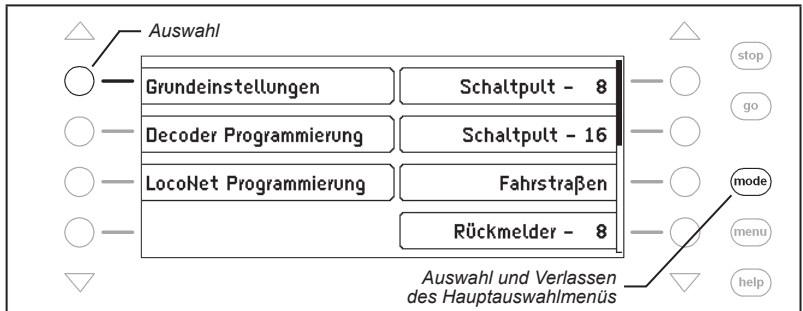 Auswahl
stop
Grundeinstellungen
Schaltpult - 8
go
Decoder Programmierung
Schaltpult - 16
LocoNet Programmierung
Fahrstraßen
mode
Rückmelder - 8
menu
Auswahl und Verlassen
des Hauptauswahlmenüs
help